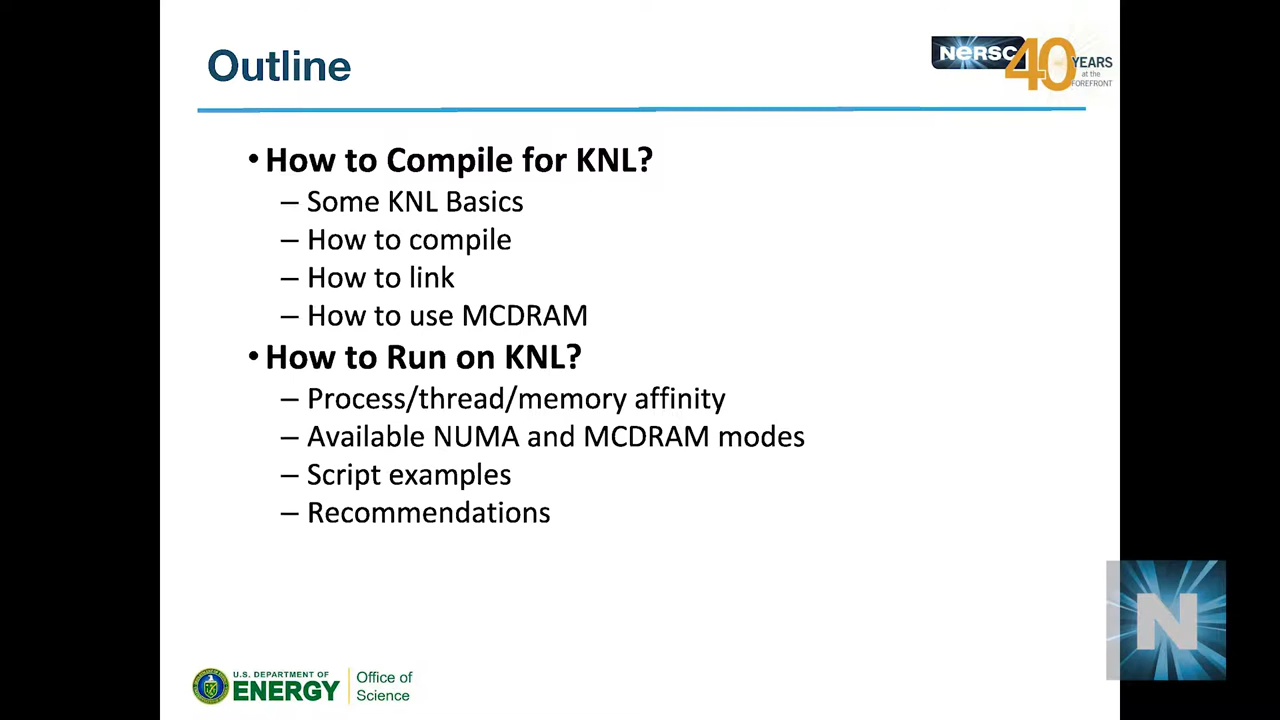 Outline
NERSC 40 YEARS
at the
FOREFRONT
• How to Compile for KNL?
– Some KNL Basics
– How to compile
– How to link
– How to use MCDRAM
• How to Run on KNL?
– Process/thread/memory affinity
– Available NUMA and MCDRAM modes
– Script examples
– Recommendations
N
U.S. DEPARTMENT OF
ENERGY
Office of
Science